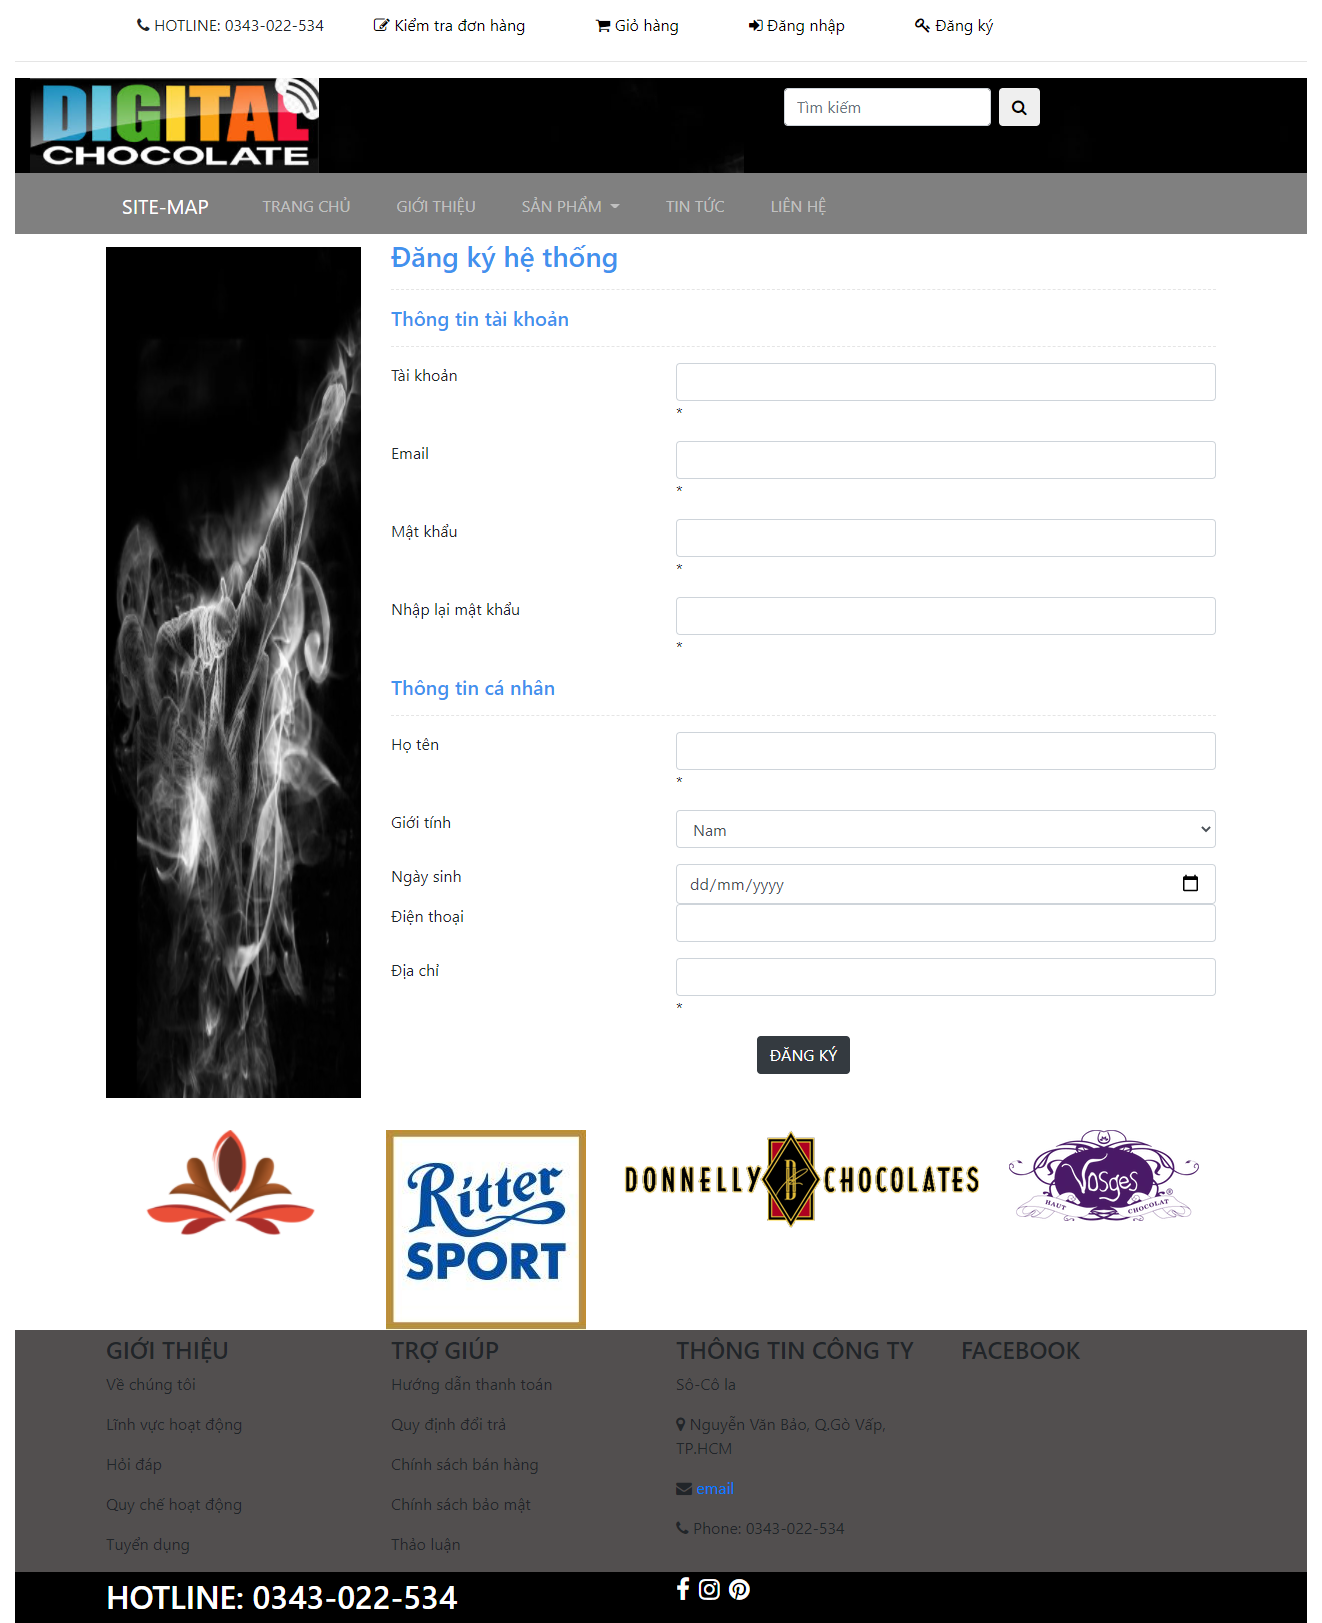 HOTLINE: 0343-022-534 Kiểm tra đơn hàng Giỏ hàng Đăng nhập Đăng ký
DIGITAL
CHOCOLATE
Tìm kiếm
SITE-MAP TRANG CHỦ GIỚI THIỆU SẢN PHẨM TIN TỨC LIÊN HỆ
Đăng ký hệ thống
Thông tin tài khoản
Tài khoản
*
Email
*
Mật khẩu
*
Nhập lại mật khẩu
*
Thông tin cá nhân
Họ tên
*
Giới tính Nam
Ngày sinh dd/mm/yyyy
Điện thoại
Địa chỉ
*
ĐĂNG KÝ
Ritter
SPORT
DONNELLY D CHOCOLATES
Vosges
HAUT CHOCOLAT
®
GIỚI THIỆU
Về chúng tôi
Lĩnh vực hoạt động
Hỏi đáp
Quy chế hoạt động
Tuyển dụng
TRỢ GIÚP
Hướng dẫn thanh toán
Quy định đổi trả
Chính sách bán hàng
Chính sách bảo mật
Thảo luận
THÔNG TIN CÔNG TY
Sô-Cô la
Nguyễn Văn Bảo, Q.Gò Vấp,
TP.HCM
email
Phone: 0343-022-534
FACEBOOK
HOTLINE: 0343-022-534